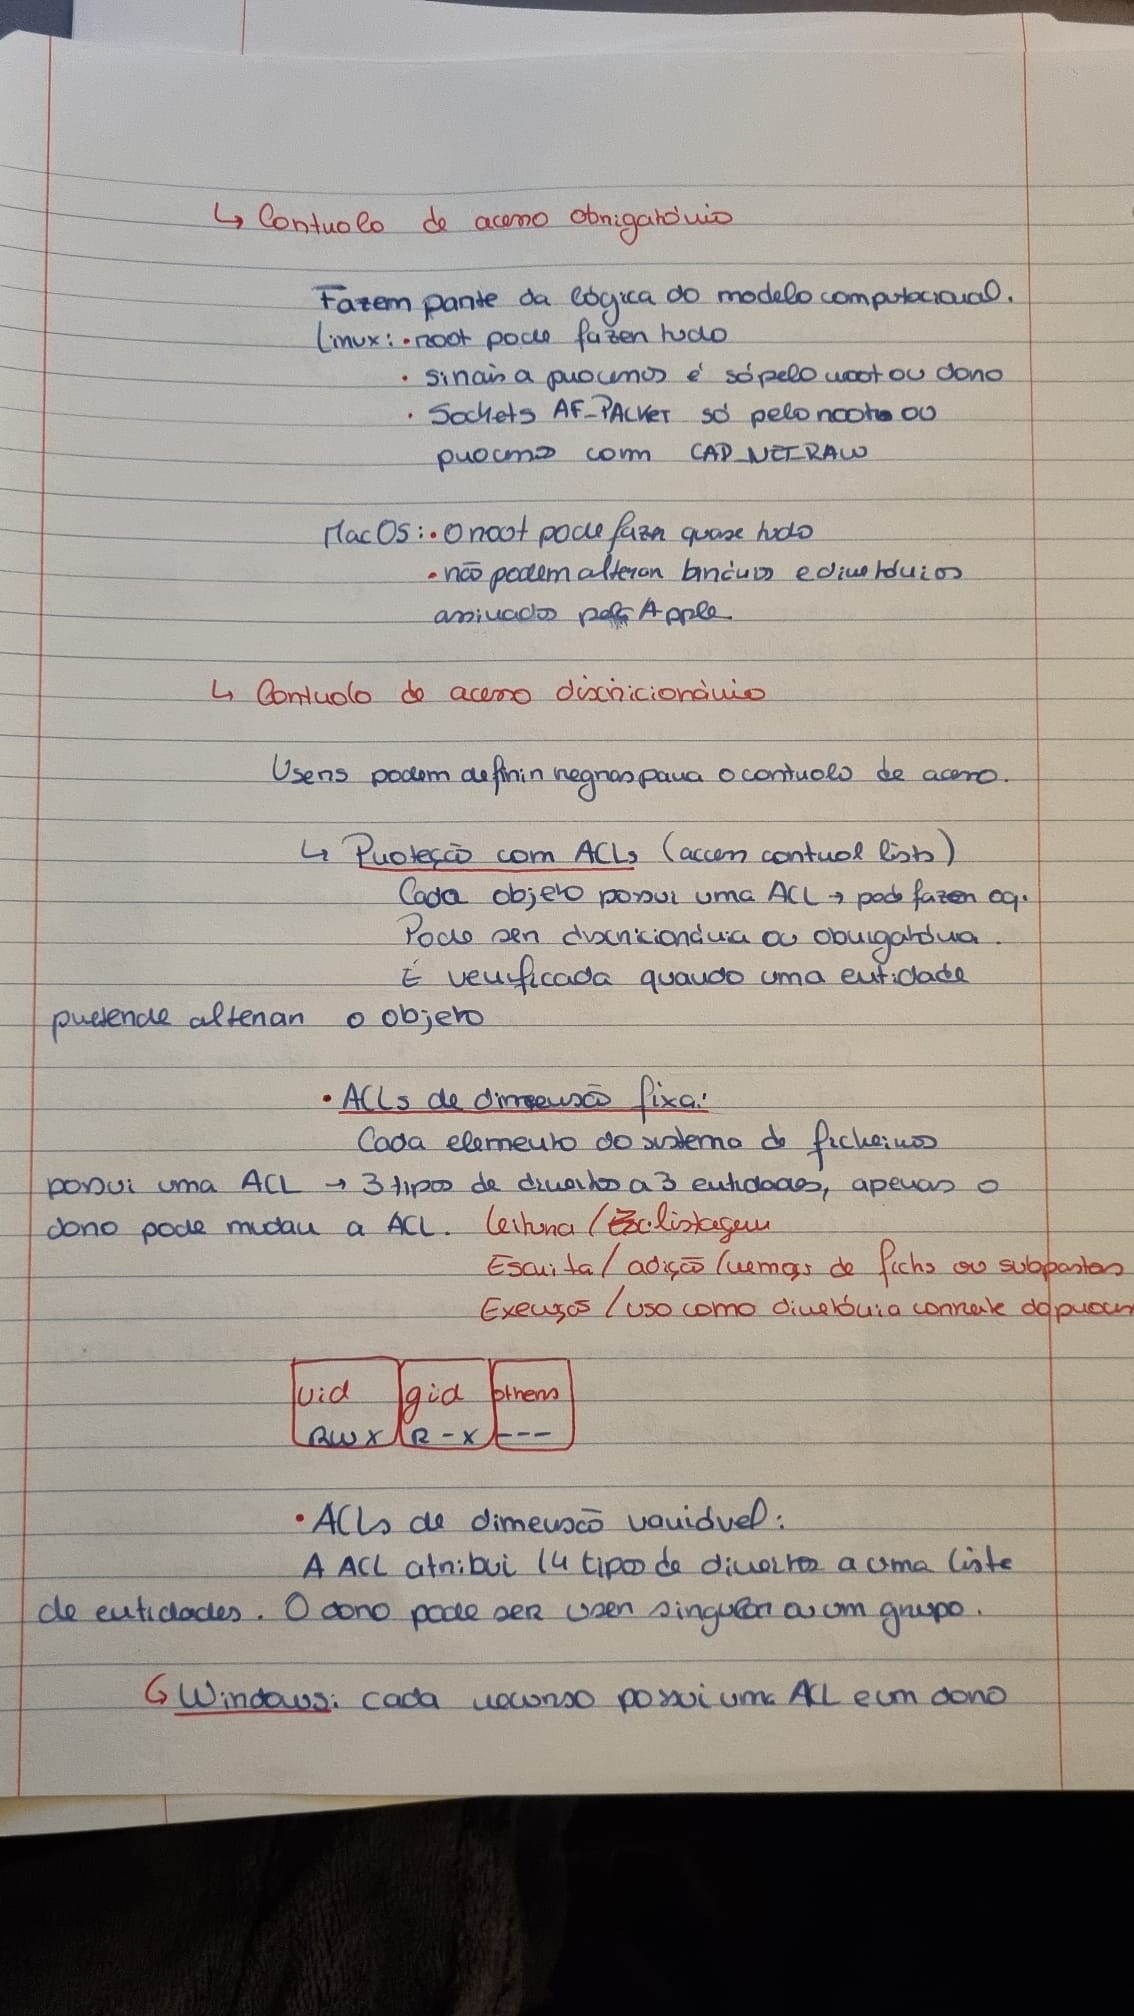 ↳ Controlo de acesso obrigatório
Fazem parte da lógica do modelo computacional.
Linux: • root pode fazer tudo
• sinais a processos é só pelo root ou dono
• Sockets AF_PACKET só pelo root ou
processo com CAP_NET_RAW
MacOS: • O root pode fazer quase tudo
• não podem alterar binários e diretórios
assinados pela Apple
↳ Controlo de acesso discricionário
Users podem definir regras para o controlo de acesso.
↳ Proteção com ACLs (access control lists)
Cada objeto possui uma ACL → pode fazer oq.
Pode ser discricionária ou obrigatória.
É verificada quando uma entidade
pretende alterar o objeto
• ACLs de dimensão fixa:
Cada elemento do sistema de ficheiros
possui uma ACL → 3 tipos de direitos a 3 entidades, apenas o
dono pode mudar a ACL. Leitura / listagem
Escrita / adição / remoç de fichs ou subpastas
Execução / uso como diretória corrente do process
uid gid others
RWX R-X ---
• ACLs de dimensão variável:
A ACL atribui 14 tipos de direitos a uma lista
de entidades. O dono pode ser user singular ou um grupo.
↳ Windows: cada recurso possui uma ACL e um dono